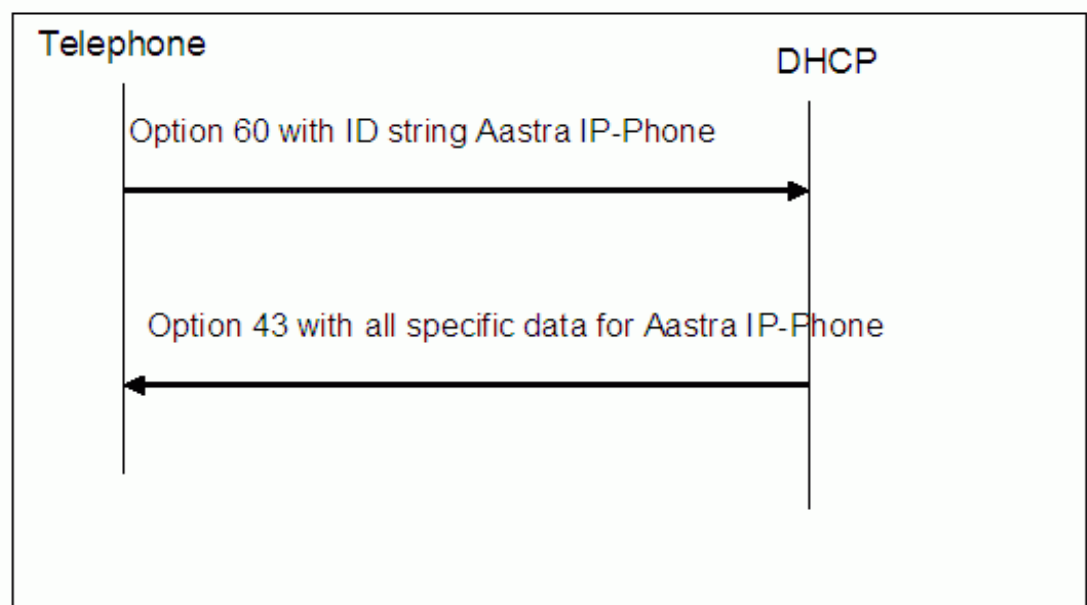 Telephone
DHCP
Option 60 with ID string Aastra IP-Phone
Option 43 with all specific data for Aastra IP-Phone